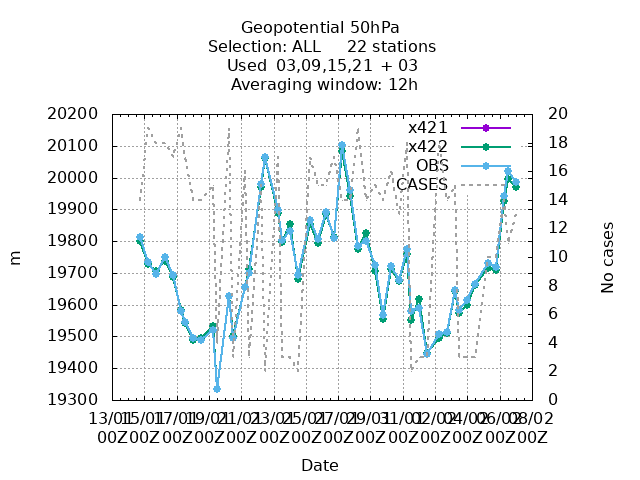 Geopotential 50hPa
Selection: ALL 22 stations
Used 03,09,15,21 + 03
Averaging window: 12h
20200
20100
20000
19900
19800
19700
19600
19500
19400
19300
m
20
18
16
14
12
10
8
6
4
2
0
No cases
x421
x422
OBS
CASES
13/01 15/01 17/01 19/01 21/01 23/01 25/01 27/01 29/01 31/01 02/02 04/02 06/02 08/02
00Z 00Z 00Z 00Z 00Z 00Z 00Z 00Z 00Z 00Z 00Z 00Z 00Z 00Z
Date